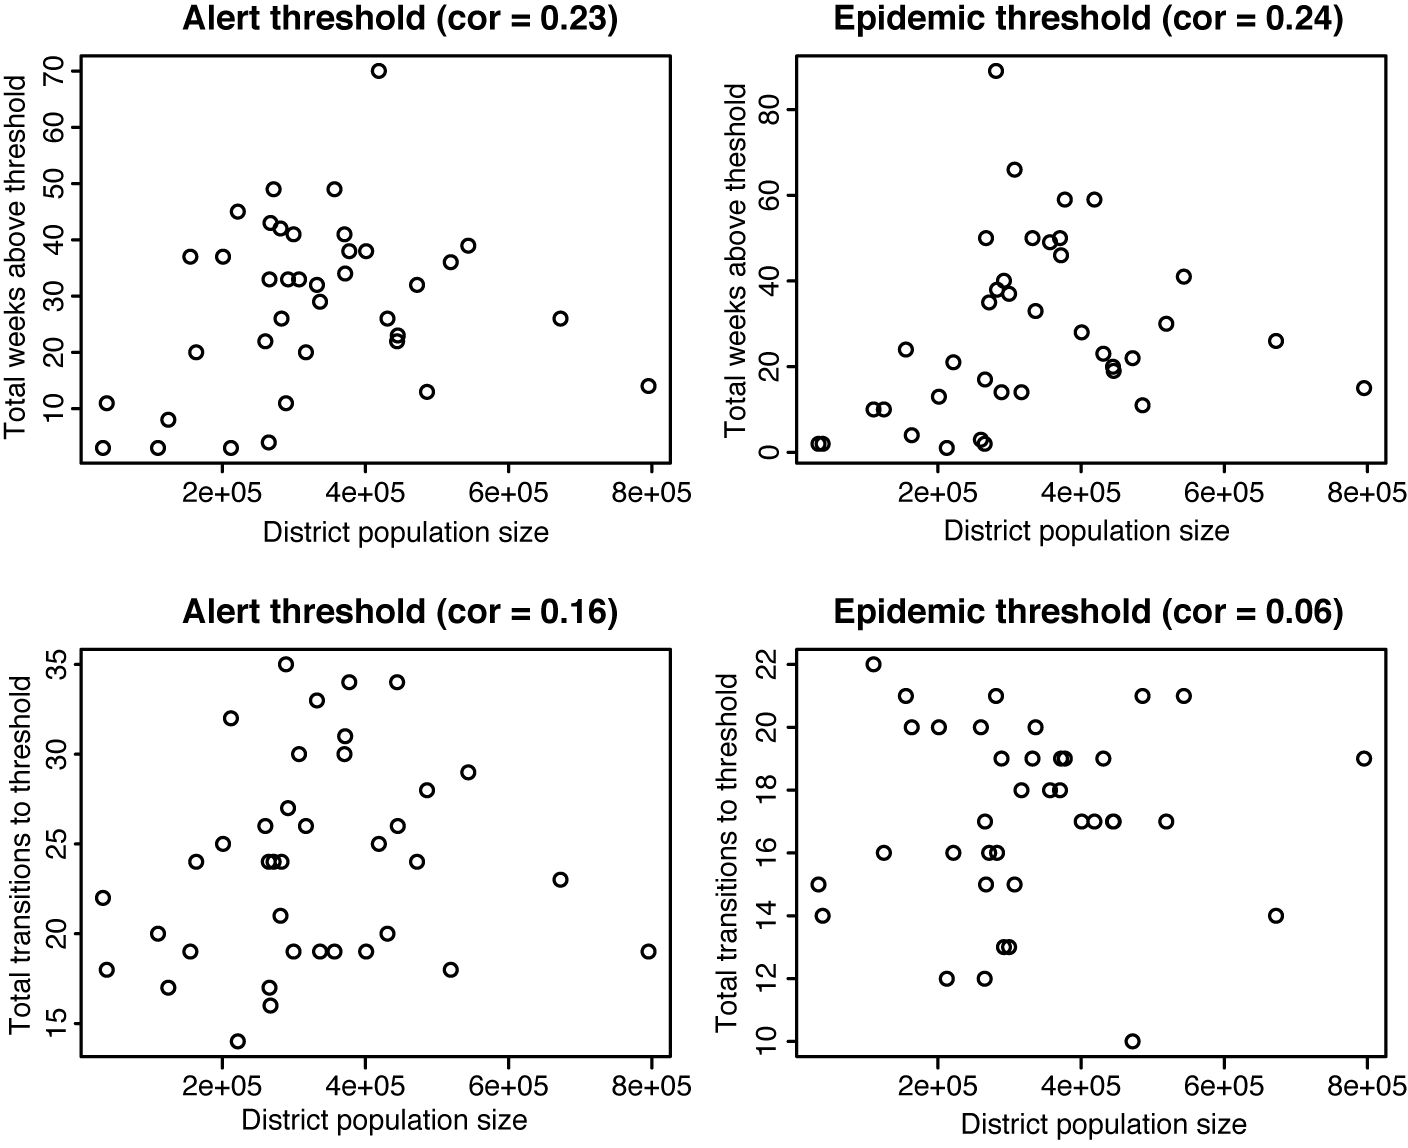 Alert threshold (cor = 0.23)
Total weeks above threshold
70
60
50
40
30
20
10
2e+05 4e+05 6e+05 8e+05
District population size
Epidemic threshold (cor = 0.24)
Total weeks above theshold
80
60
40
20
0
2e+05 4e+05 6e+05 8e+05
District population size
Alert threshold (cor = 0.16)
Total transitions to threshold
35
30
25
20
15
2e+05 4e+05 6e+05 8e+05
District population size
Epidemic threshold (cor = 0.06)
Total transitions to threshold
22
20
18
16
14
12
10
2e+05 4e+05 6e+05 8e+05
District population size